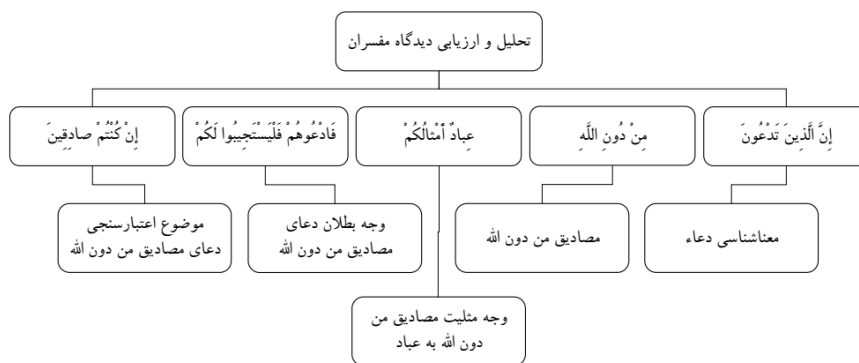 تحلیل و ارزیابی دیدگاه مفسران
إِنَّ الَّذِينَ تَدْعُونَ
مِنْ دُونِ اللَّهِ
عِبادٌ أَمْثالُكُمْ
فَادْعُوهُمْ فَلْيَسْتَجِيبُوا لَكُمْ
إِنْ كُنْتُمْ صادِقِينَ
معناشناسی دعاء
مصادیق من دون الله
وجه بطلان دعای
مصادیق من دون الله
موضوع اعتبارسنجی
دعای مصادیق من دون الله
وجه مثلیت مصادیق من
دون الله به عباد